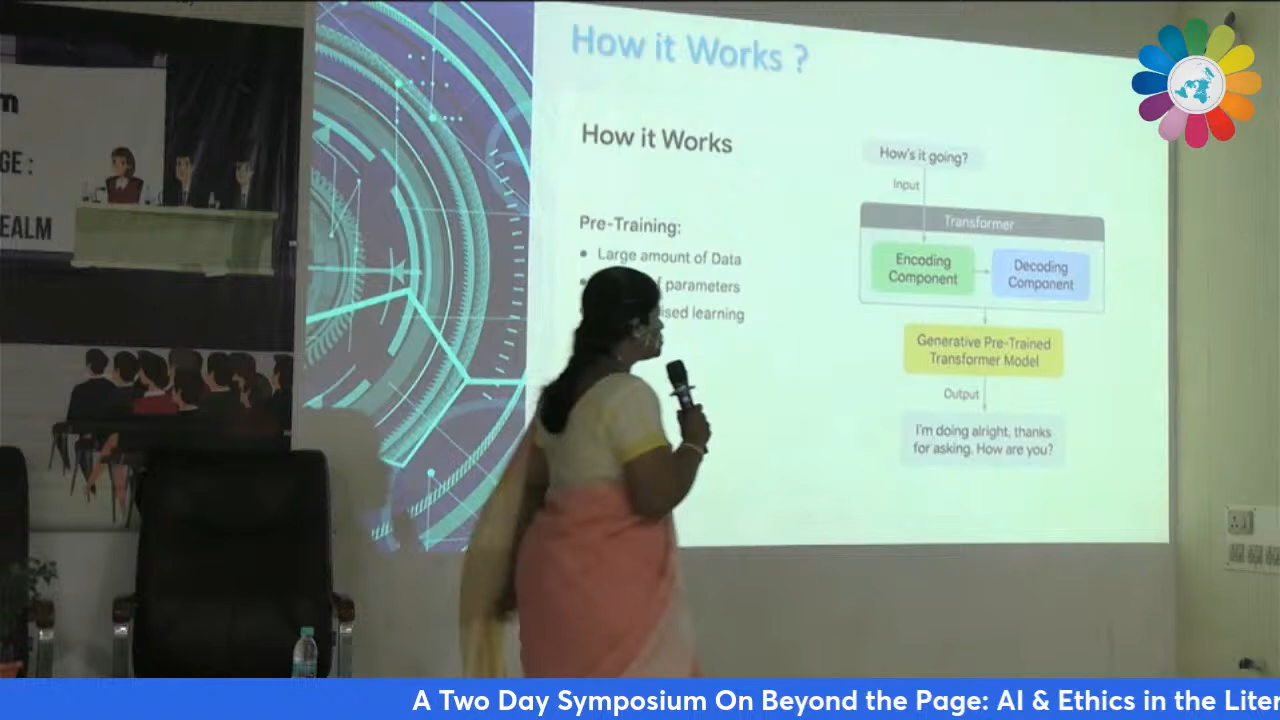 GE :
EALM
How it Works ?
How it Works
Pre-Training:
Large amount of Data
parameters
ised learning
How's it going?
Input
Transformer
Encoding
Component
Decoding
Component
Generative Pre-Trained
Transformer Model
Output
I'm doing alright, thanks
for asking. How are you?
A Two Day Symposium On Beyond the Page: AI & Ethics in the Liter